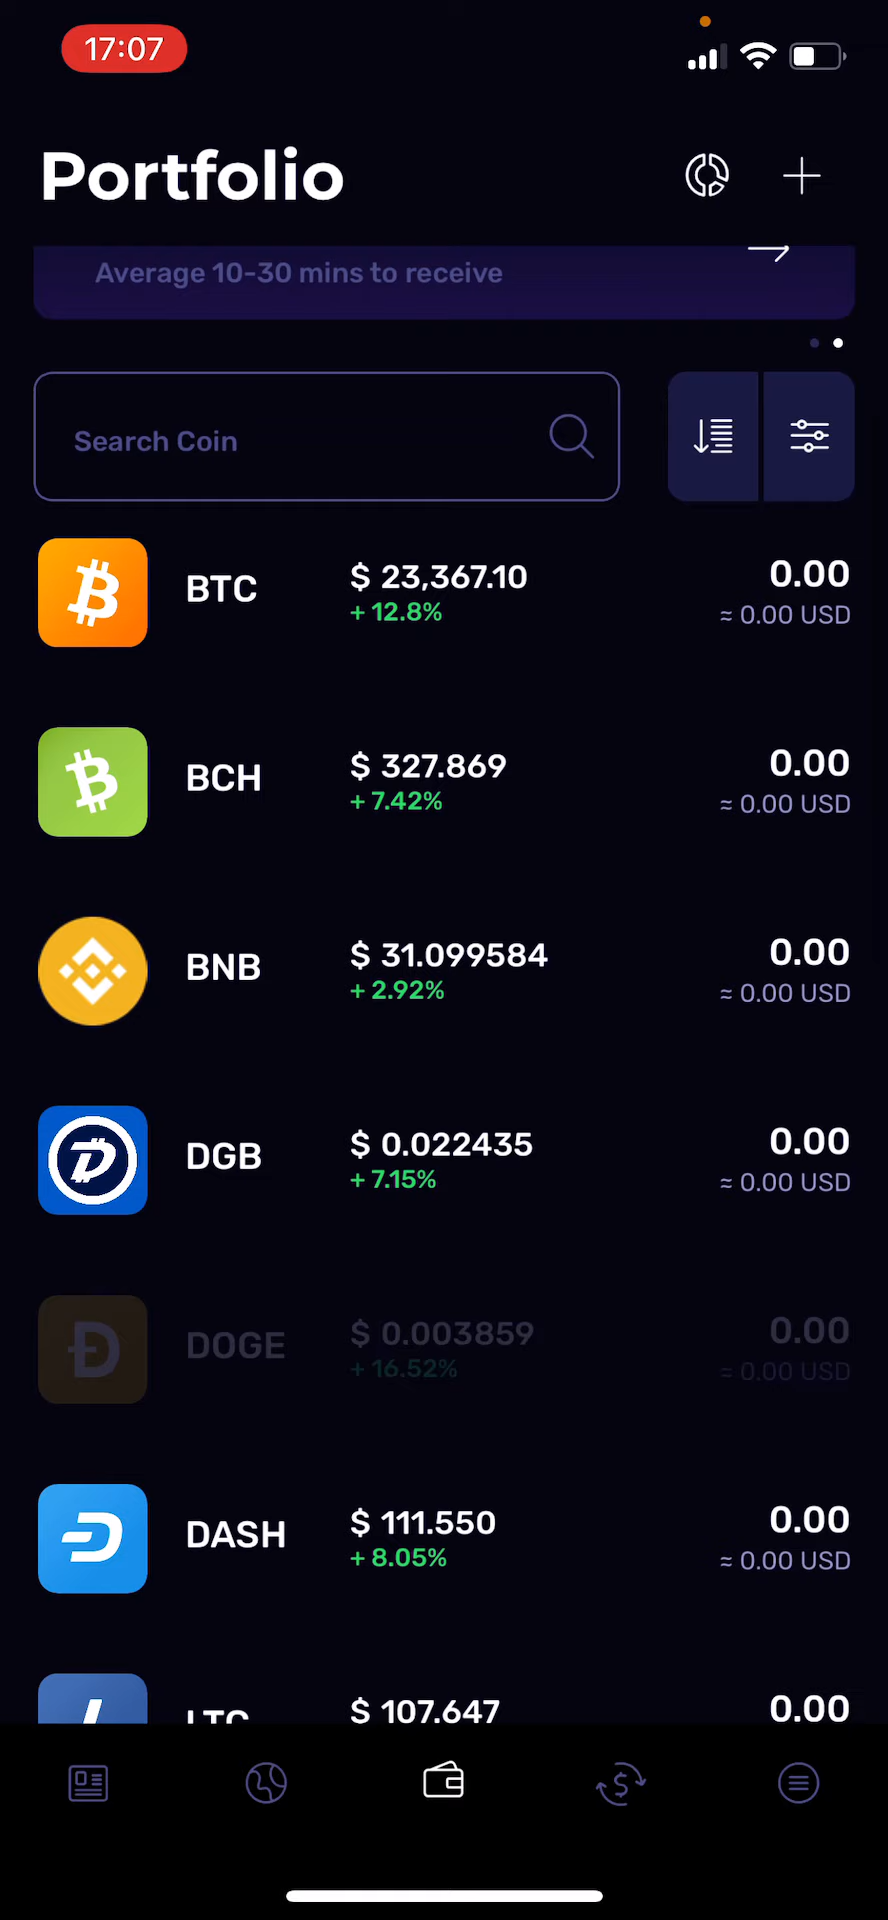 17:07
Portfolio
Average 10-30 mins to receive
Search Coin
BTC $ 23,367.10 0.00
+ 12.8% ≈ 0.00 USD
BCH $ 327.869 0.00
+ 7.42% ≈ 0.00 USD
BNB $ 31.099584 0.00
+ 2.92% ≈ 0.00 USD
DGB $ 0.022435 0.00
+ 7.15% ≈ 0.00 USD
DOGE $ 0.003859 0.00
+ 16.52% ≈ 0.00 USD
DASH $ 111.550 0.00
+ 8.05% ≈ 0.00 USD
LTC $ 107.647 0.00